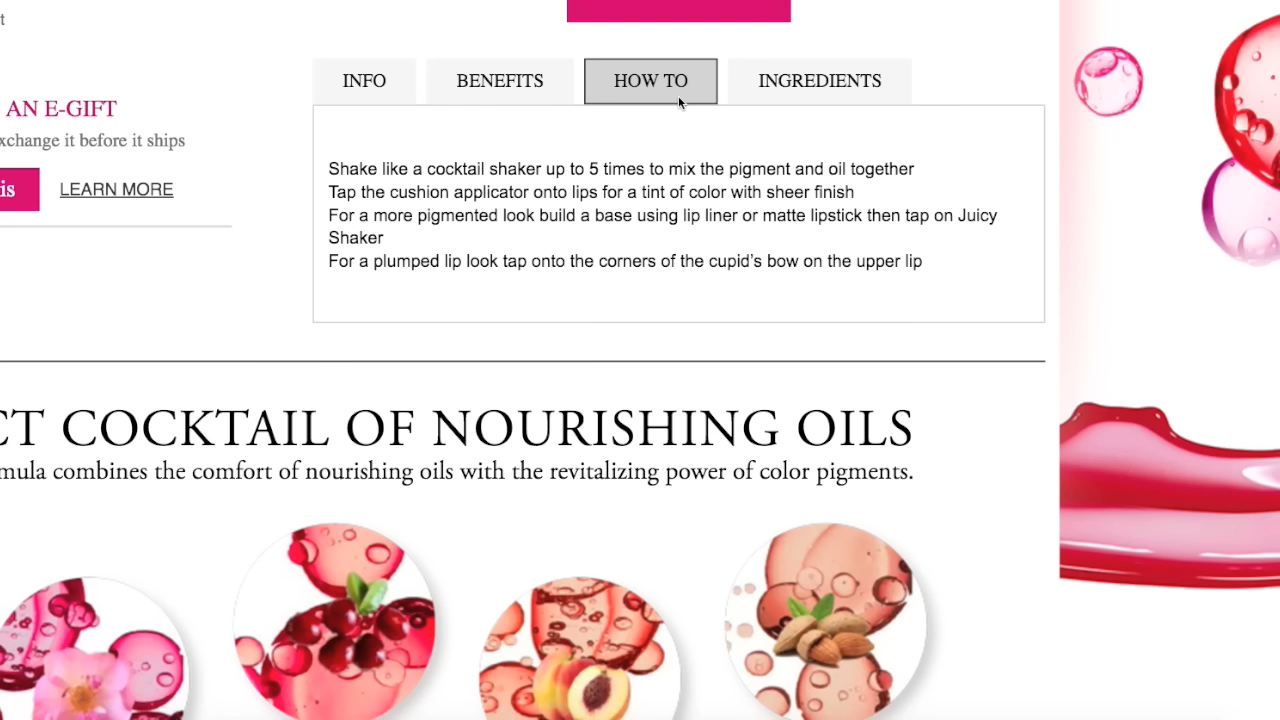 t
INFO
BENEFITS
HOW TO
INGREDIENTS
AN E-GIFT
xchange it before it ships
is
LEARN MORE
Shake like a cocktail shaker up to 5 times to mix the pigment and oil together
Tap the cushion applicator onto lips for a tint of color with sheer finish
For a more pigmented look build a base using lip liner or matte lipstick then tap on Juicy
Shaker
For a plumped lip look tap onto the corners of the cupid’s bow on the upper lip
CT COCKTAIL OF NOURISHING OILS
mula combines the comfort of nourishing oils with the revitalizing power of color pigments.